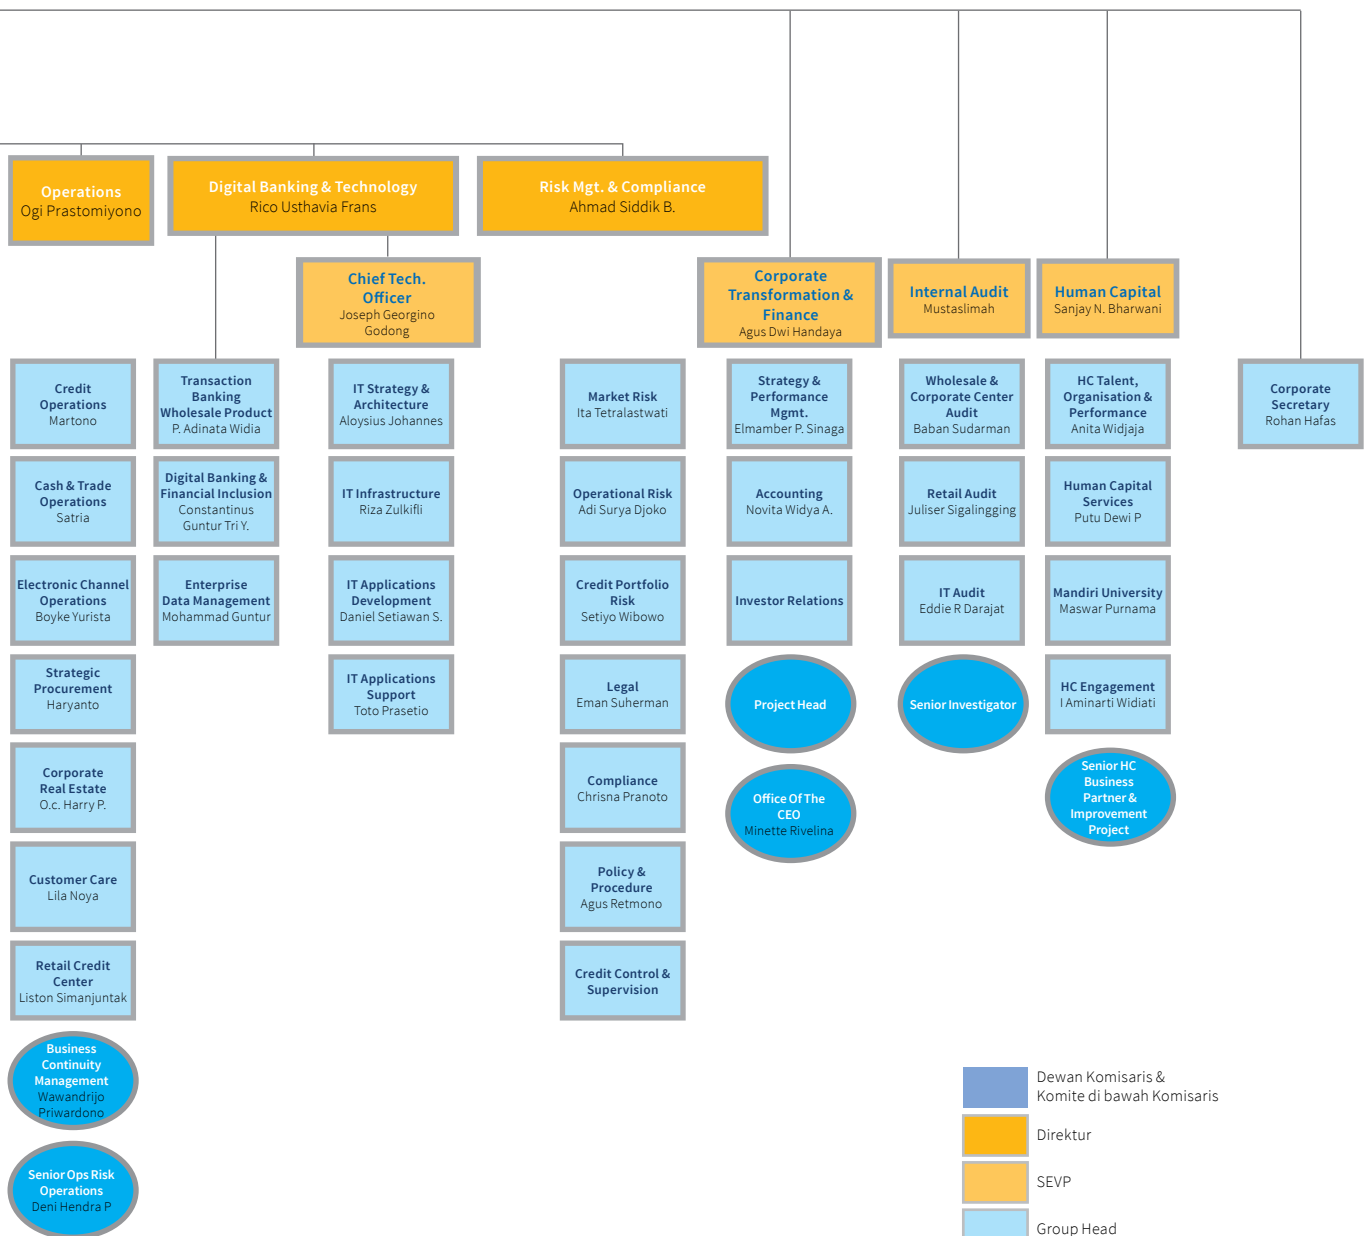 Operations
Ogi Prastomiyono
Digital Banking & Technology
Rico Usthavia Frans
Risk Mgt. & Compliance
Ahmad Siddik B.
Chief Tech.
Officer
Joseph Georgino
Godong
Corporate
Transformation &
Finance
Agus Dwi Handaya
Internal Audit
Mustaslimah
Human Capital
Sanjay N. Bharwani
Credit
Operations
Martono
Cash & Trade
Operations
Satria
Electronic Channel
Operations
Boyke Yurista
Strategic
Procurement
Haryanto
Corporate
Real Estate
O.c. Harry P.
Customer Care
Lila Noya
Retail Credit
Center
Liston Simanjuntak
Business
Continuity
Management
Wawandrijo
Priwardono
Senior Ops Risk
Operations
Deni Hendra P
Transaction
Banking
Wholesale Product
P. Adinata Widia
Digital Banking &
Financial Inclusion
Constantinus
Guntur Tri Y.
Enterprise
Data Management
Mohammad Guntur
IT Strategy &
Architecture
Aloysius Johannes
IT Infrastructure
Riza Zulkifli
IT Applications
Development
Daniel Setiawan S.
IT Applications
Support
Toto Prasetio
Market Risk
Ita Tetralastwati
Operational Risk
Adi Surya Djoko
Credit Portfolio
Risk
Setiyo Wibowo
Legal
Eman Suherman
Compliance
Chrisna Pranoto
Policy &
Procedure
Agus Retmono
Credit Control &
Supervision
Strategy &
Performance
Mgmt.
Elmamber P. Sinaga
Accounting
Novita Widya A.
Investor Relations
Project Head
Office Of The
CEO
Minette Rivelina
Wholesale &
Corporate Center
Audit
Baban Sudarman
Retail Audit
Juliser Sigalingging
IT Audit
Eddie R Darajat
Senior Investigator
HC Talent,
Organisation &
Performance
Anita Widjaja
Human Capital
Services
Putu Dewi P
Mandiri University
Maswar Purnama
HC Engagement
I Aminarti Widiati
Senior HC
Business
Partner &
Improvement
Project
Corporate
Secretary
Rohan Hafas
Dewan Komisaris &
Komite di bawah Komisaris
Direktur
SEVP
Group Head